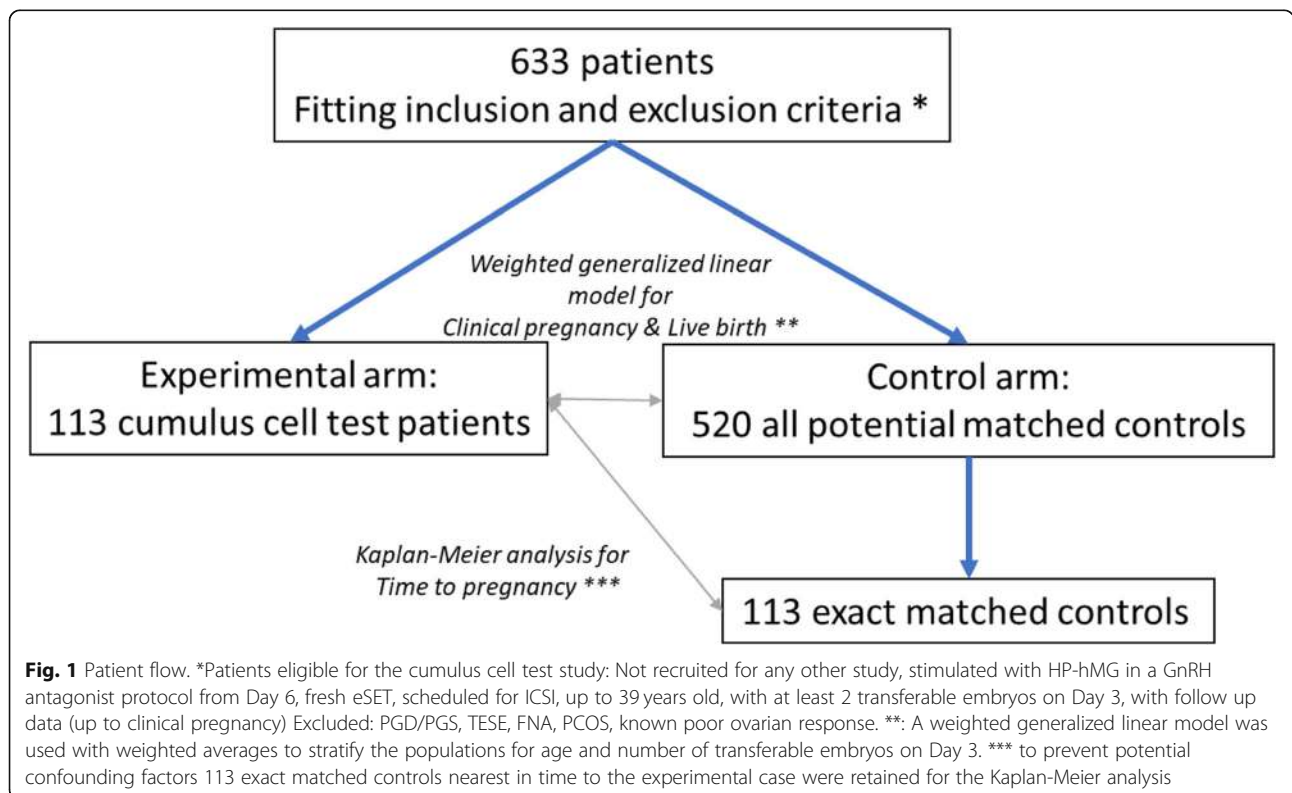 633 patients
Fitting inclusion and exclusion criteria *
Weighted generalized linear
model for
Clinical pregnancy & Live birth **
Experimental arm:
113 cumulus cell test patients
Control arm:
520 all potential matched controls
Kaplan-Meier analysis for
Time to pregnancy ***
113 exact matched controls
Fig. 1 Patient flow. *Patients eligible for the cumulus cell test study: Not recruited for any other study, stimulated with HP-hMG in a GnRH
antagonist protocol from Day 6, fresh eSET, scheduled for ICSI, up to 39 years old, with at least 2 transferable embryos on Day 3, with follow up
data (up to clinical pregnancy) Excluded: PGD/PGS, TESE, FNA, PCOS, known poor ovarian response. **: A weighted generalized linear model was
used with weighted averages to stratify the populations for age and number of transferable embryos on Day 3. *** to prevent potential
confounding factors 113 exact matched controls nearest in time to the experimental case were retained for the Kaplan-Meier analysis